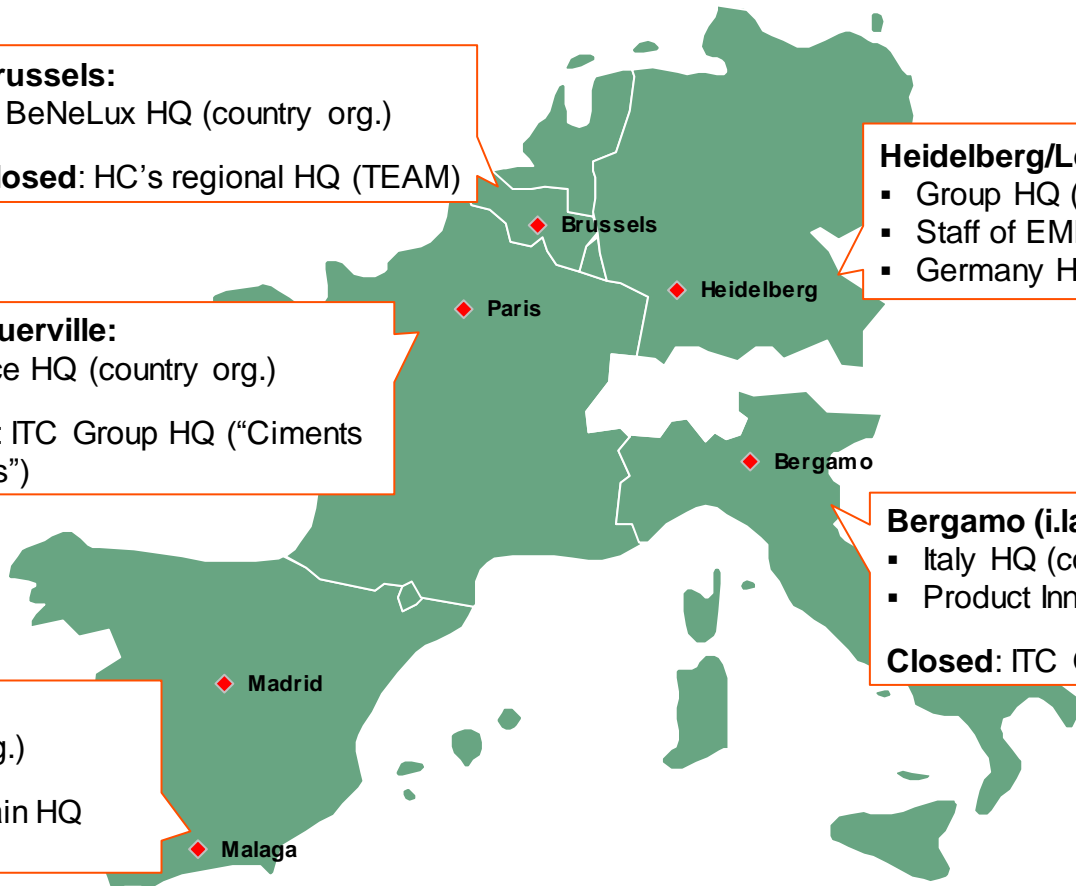 russels:
BeNeLux HQ (country org.)
losed: HC's regional HQ (TEAM)
Heidelberg/L
▪ Group HQ (
▪ Staff of EM
▪ Germany H
Brussels
Heidelberg
Paris
uerville:
ce HQ (country org.)
: ITC Group HQ ("Ciments
s")
Bergamo
Bergamo (i.la
▪ Italy HQ (co
▪ Product Inn
Closed: ITC
Madrid
g.)
ain HQ
Malaga